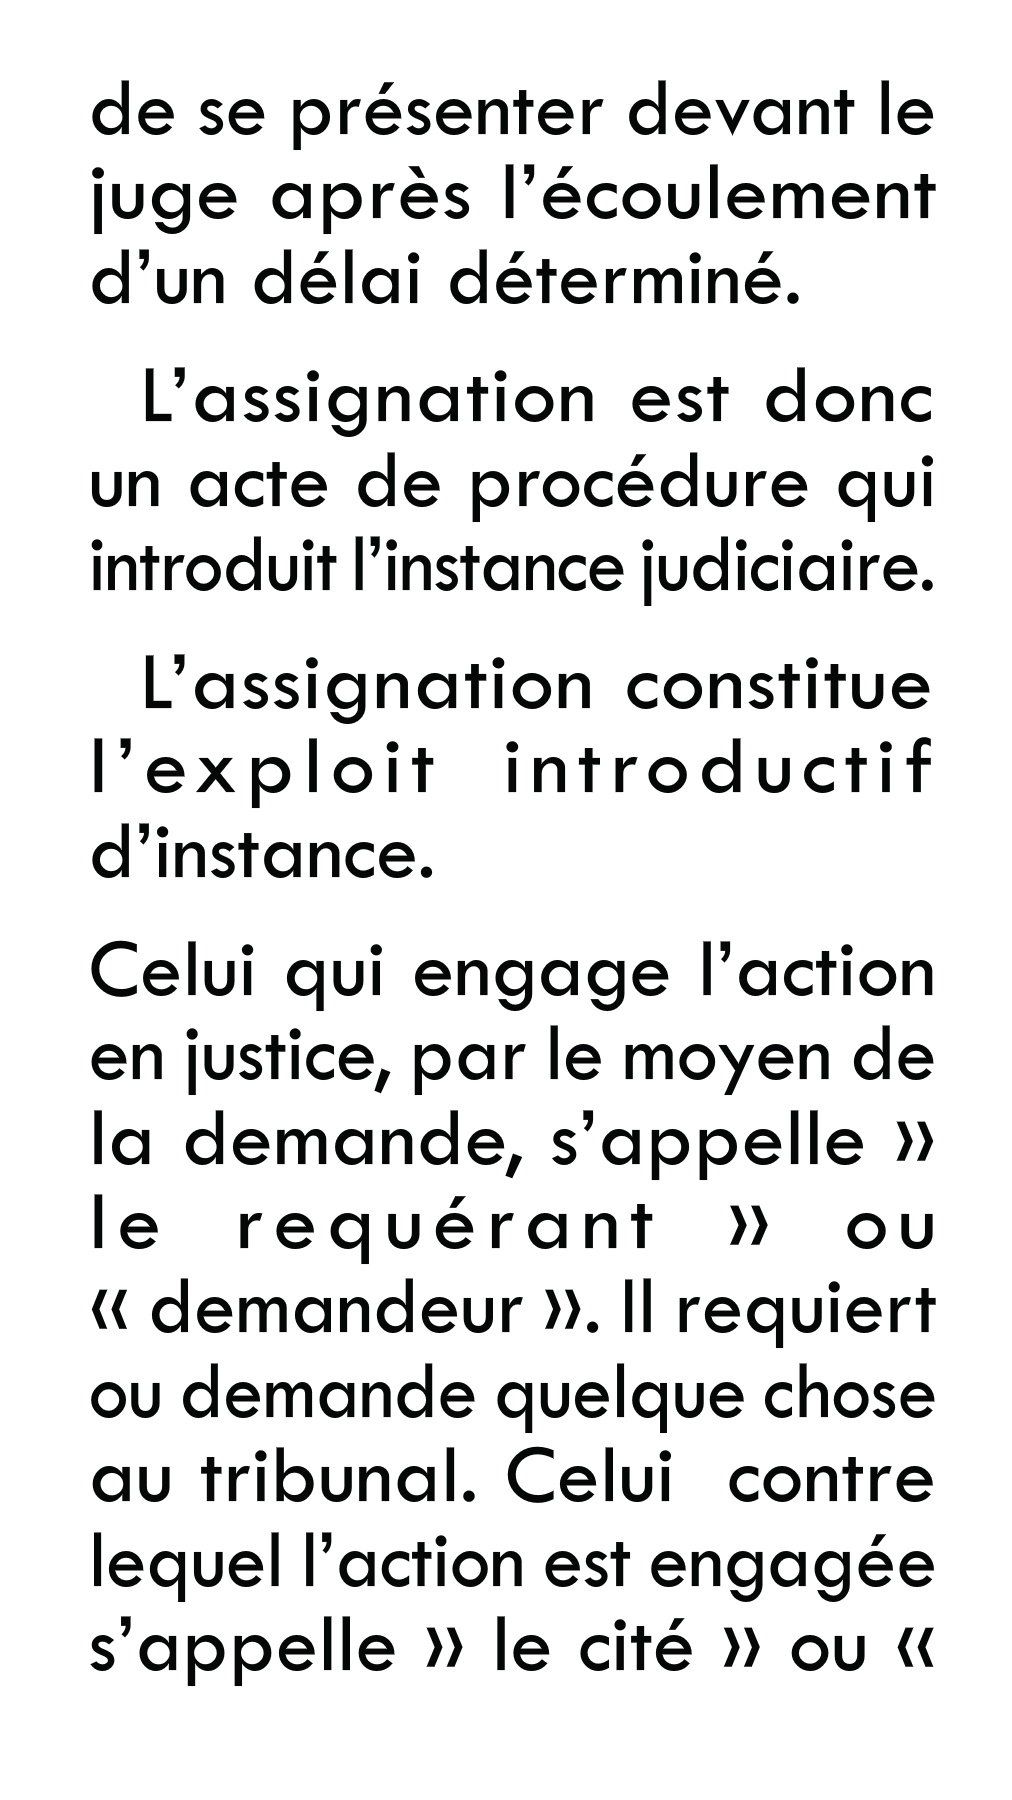 de se présenter devant le
juge après l’écoulement
d’un délai déterminé.
L’assignation est donc
un acte de procédure qui
introduit l’instance judiciaire.
L’assignation constitue
l’exploit introductif
d’instance.
Celui qui engage l’action
en justice, par le moyen de
la demande, s’appelle »
le requérant » ou
« demandeur ». Il requiert
ou demande quelque chose
au tribunal. Celui contre
lequel l’action est engagée
s’appelle » le cité » ou «